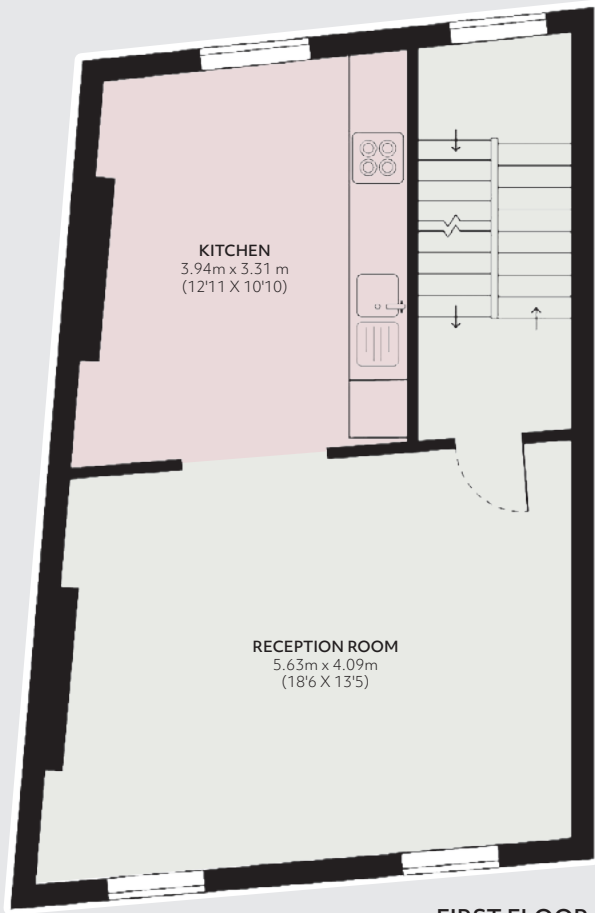 KITCHEN
3.94m x 3.31 m
(12'11 X 10'10)
RECEPTION ROOM
5.63m x 4.09m
(18'6 X 13'5)
FIRST FLOOR